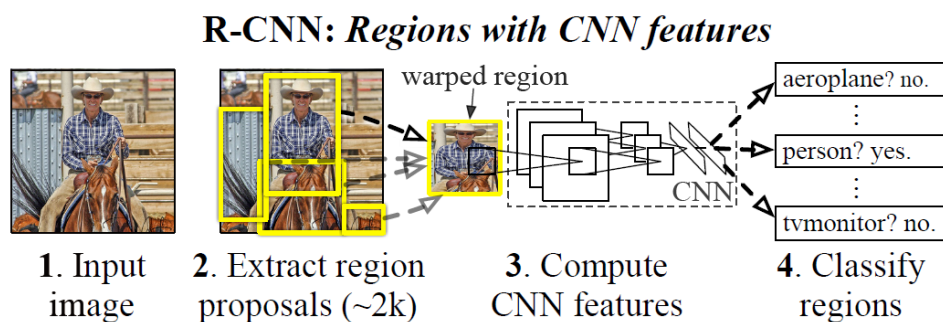 R-CNN: Regions with CNN features
warped region
aeroplane? no.
⋮
person? yes.
⋮
tvmonitor? no.
CNN
1. Input image
2. Extract region proposals (~2k)
3. Compute CNN features
4. Classify regions